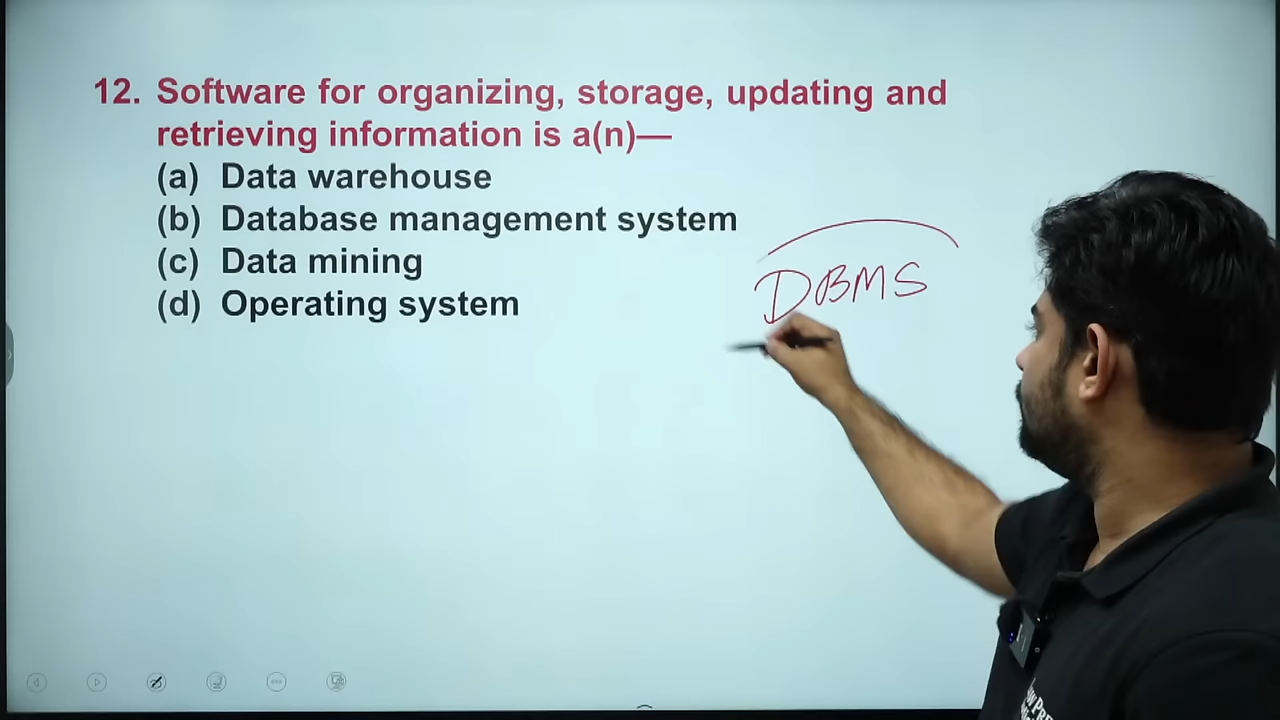 12. Software for organizing, storage, updating and
retrieving information is a(n)—
(a) Data warehouse
(b) Database management system
(c) Data mining
(d) Operating system
DBMS